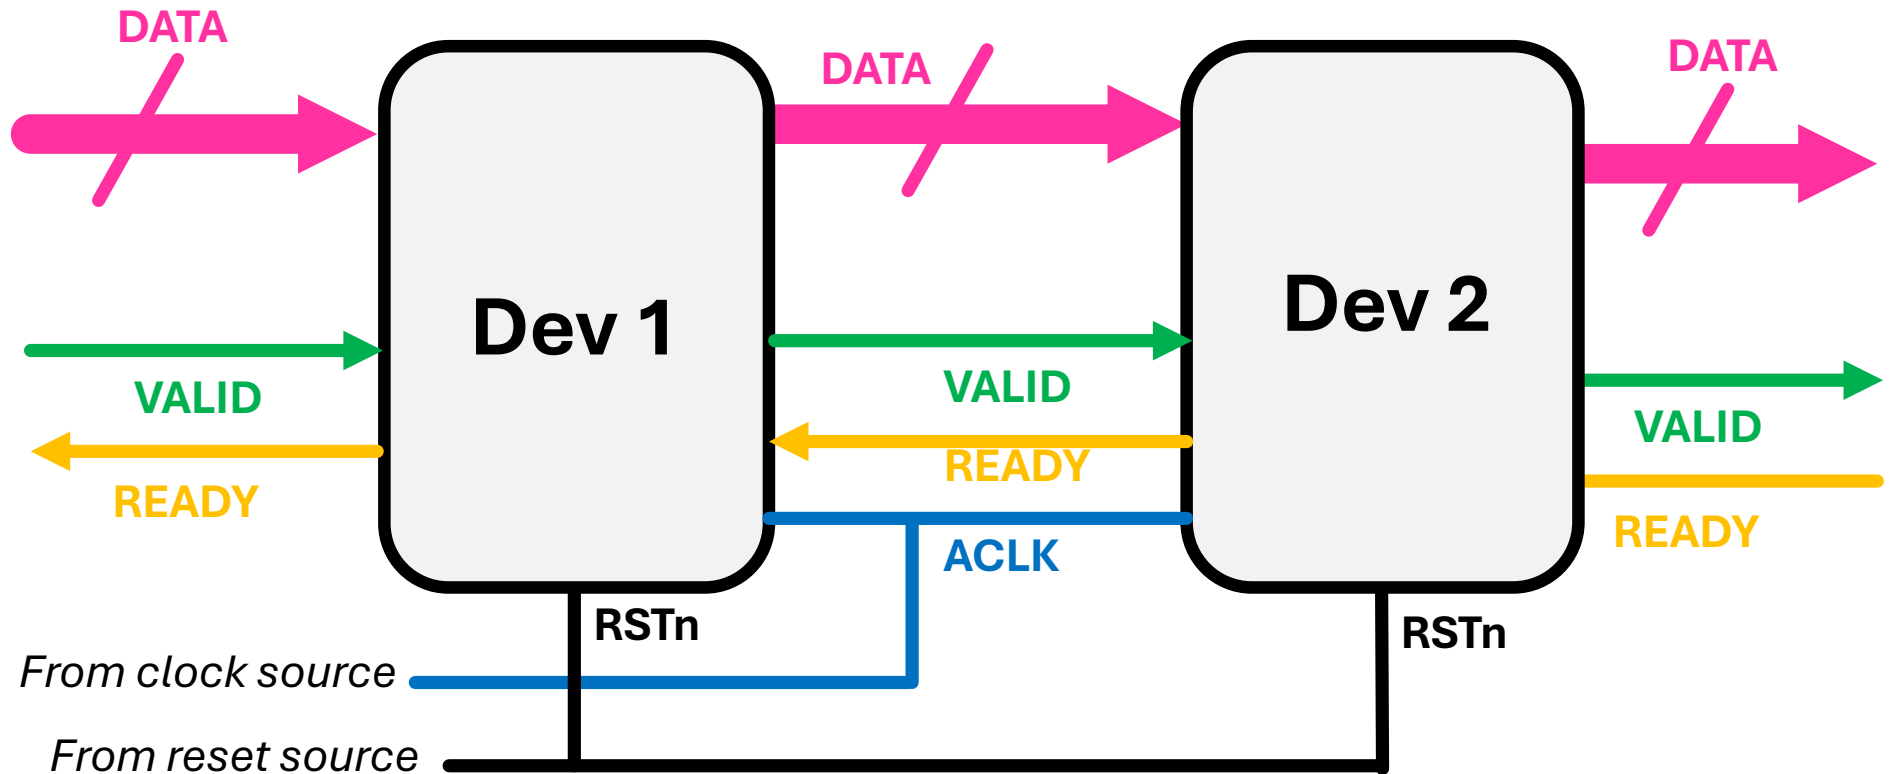 DATA
DATA
DATA
Dev 1
Dev 2
VALID
VALID
VALID
READY
READY
READY
ACLK
RSTn
RSTn
From clock source
From reset source